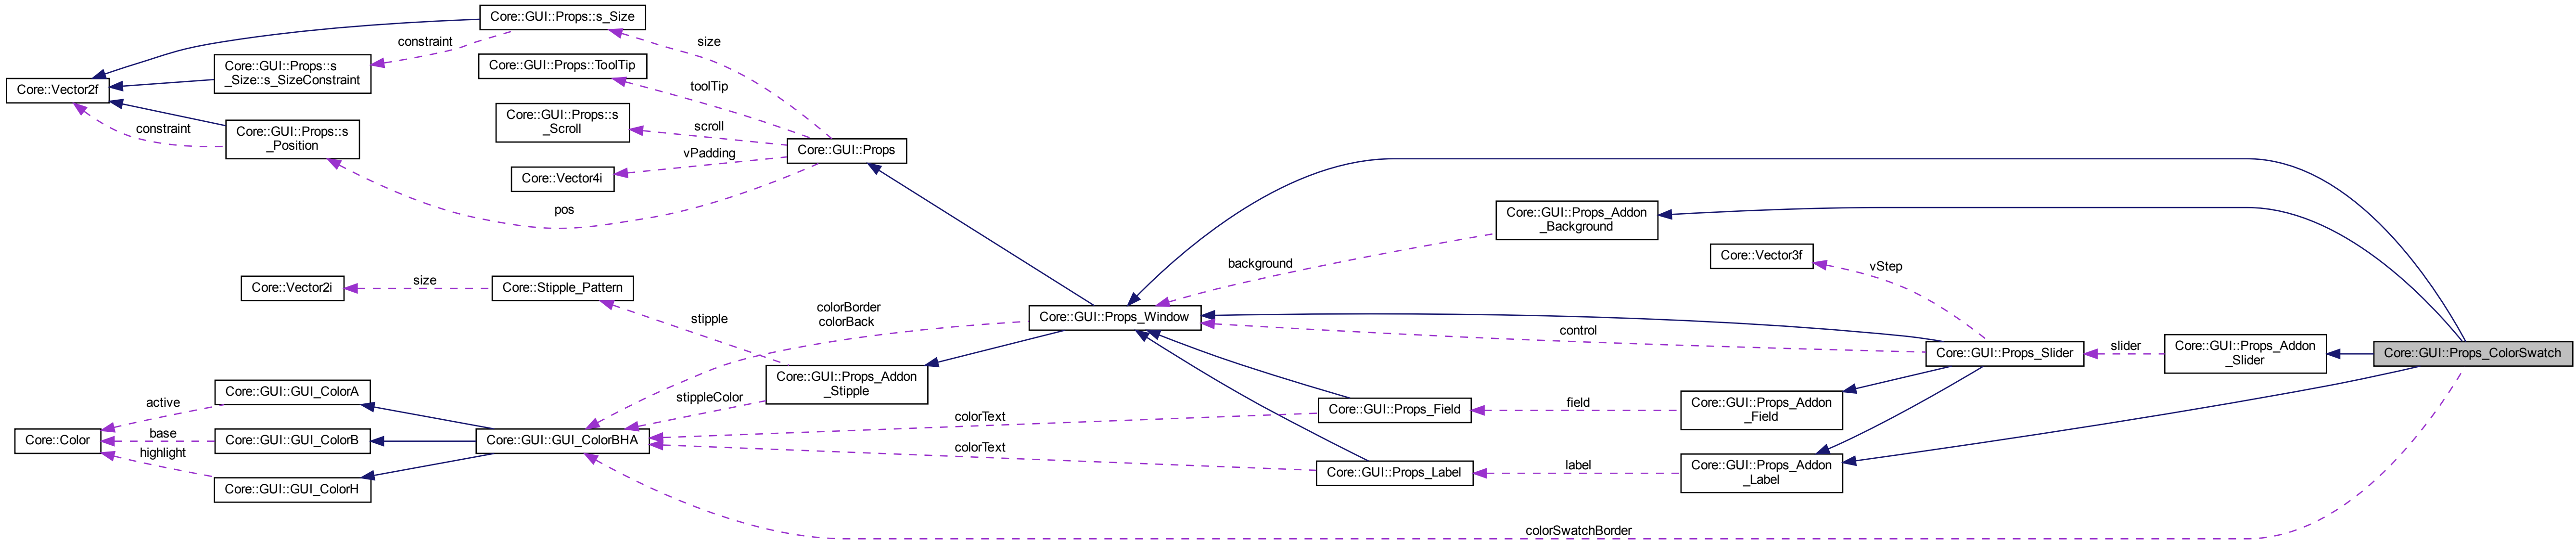 Core::GUI::Props::s_Size
size
constraint
Core::GUI::Props::s
_Size::s_SizeConstraint
Core::GUI::Props::ToolTip
toolTip
Core::Vector2f
Core::GUI::Props::s
_Scroll
scroll
constraint
Core::GUI::Props::s
_Position
vPadding
Core::GUI::Props
Core::Vector4i
pos
Core::GUI::Props_Addon
_Background
background
Core::Vector3f
vStep
Core::Vector2i
size
Core::Stipple_Pattern
stipple
colorBorder
colorBack
Core::GUI::Props_Window
control
Core::GUI::Props_Slider
slider
Core::GUI::Props_Addon
_Slider
Core::GUI::Props_ColorSwatch
Core::GUI::Props_Addon
_Stipple
stippleColor
Core::GUI::GUI_ColorA
active
Core::GUI::Props_Field
colorText
field
Core::GUI::Props_Addon
_Field
Core::Color
base
Core::GUI::GUI_ColorB
Core::GUI::GUI_ColorBHA
highlight
colorText
Core::GUI::Props_Label
label
Core::GUI::Props_Addon
_Label
Core::GUI::GUI_ColorH
colorSwatchBorder